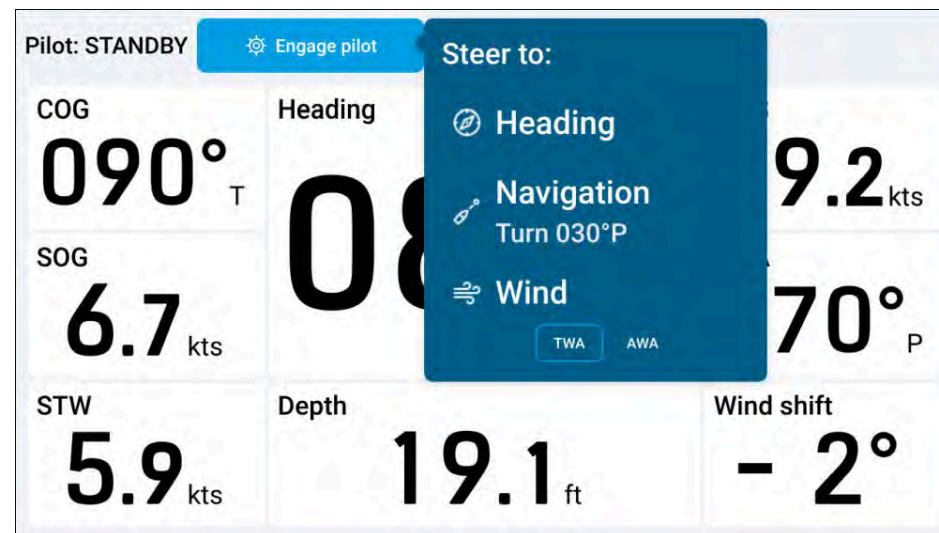 Pilot: STANDBY
Engage pilot
Steer to:
Heading
Navigation
Turn 030°P
Wind
TWA AWA
COG
090° T
Heading
9.2 kts
SOG
6.7 kts
70° P
STW
5.9 kts
Depth
19.1 ft
Wind shift
- 2°